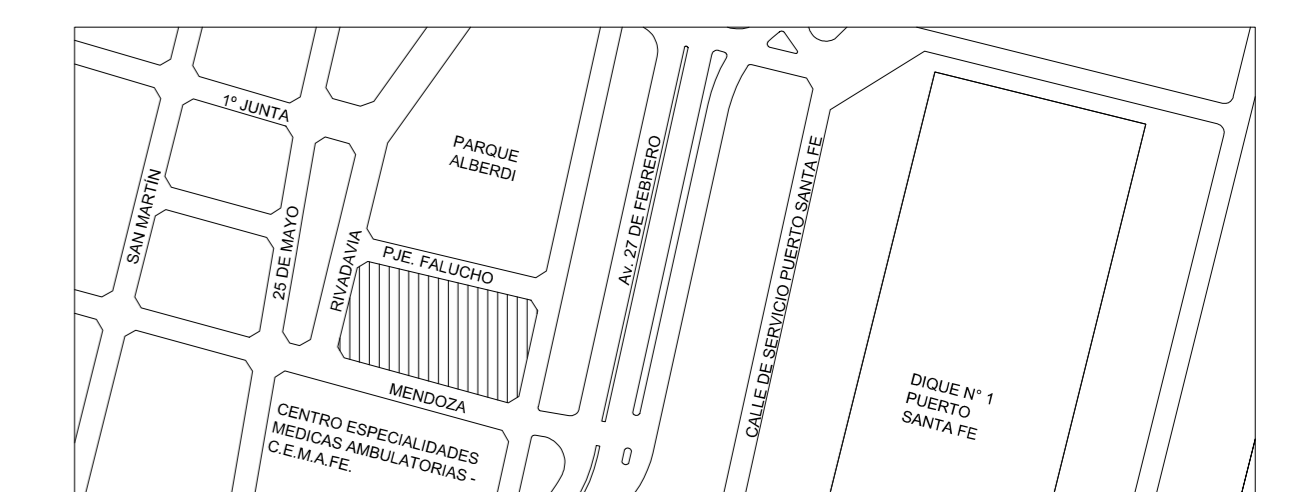 1º JUNTA
PARQUE
ALBERDI
SAN MARTÍN
25 DE MAYO
RIVADAVIA
PJE. FALUCHO
Av. 27 DE FEBRERO
CALLE DE SERVICIO PUERTO SANTA FE
MENDOZA
CENTRO ESPECIALIDADES
MEDICAS AMBULATORIAS -
C.E.M.A.FE.
DIQUE N° 1
PUERTO
SANTA FE